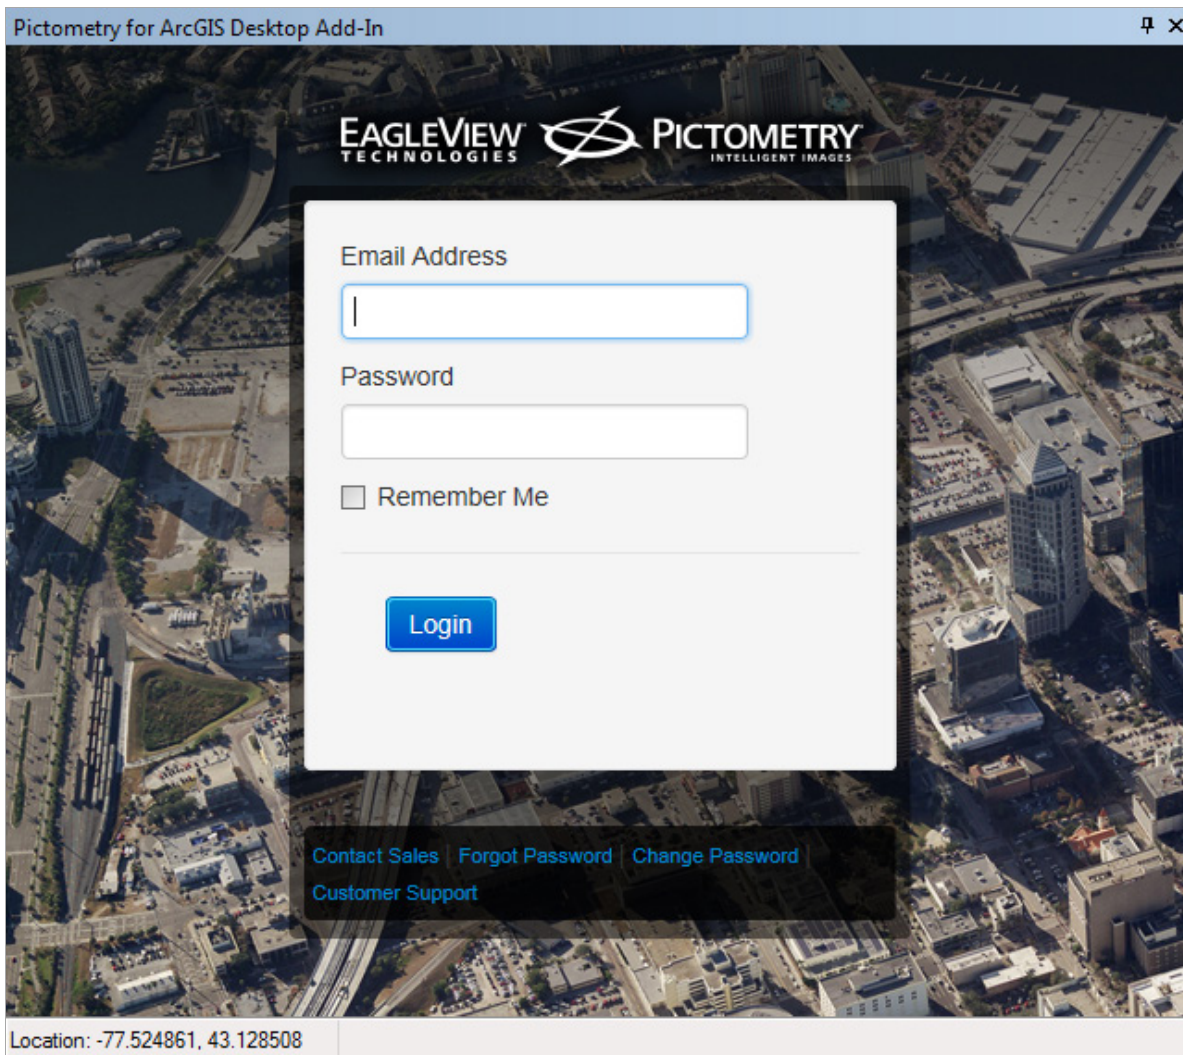 Pictometry for ArcGIS Desktop Add-In
EAGLEVIEW PICTOMETRY
TECHNOLOGIES INTELLIGENT IMAGES
Email Address
Password
Remember Me
Login
Contact Sales | Forgot Password | Change Password |
Customer Support
Location: -77.524861, 43.128508